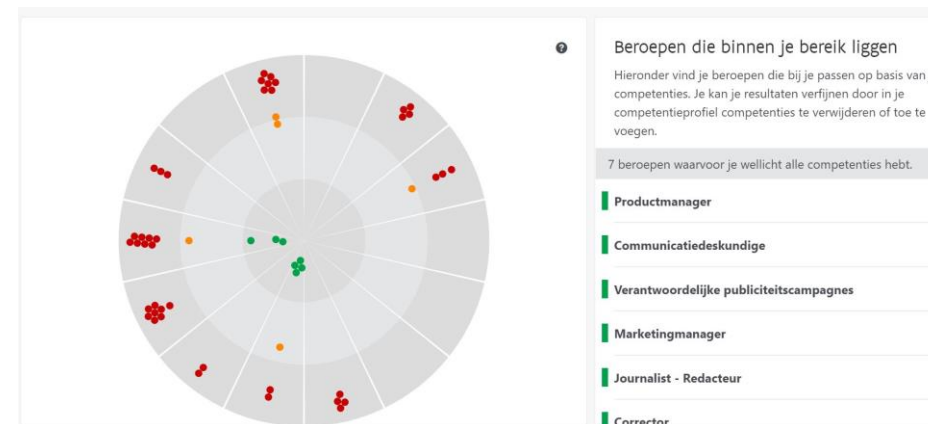 Beroepen die binnen je bereik liggen
Hieronder vind je beroepen die bij je passen op basis van
competenties. Je kan je resultaten verfijnen door in je
competentieprofiel competenties te verwijderen of toe te
voegen.
7 beroepen waarvoor je wellicht alle competenties hebt.
Productmanager
Communicatiedeskundige
Verantwoordelijke publiciteitscampagnes
Marketingmanager
Journalist - Redacteur
Corrector